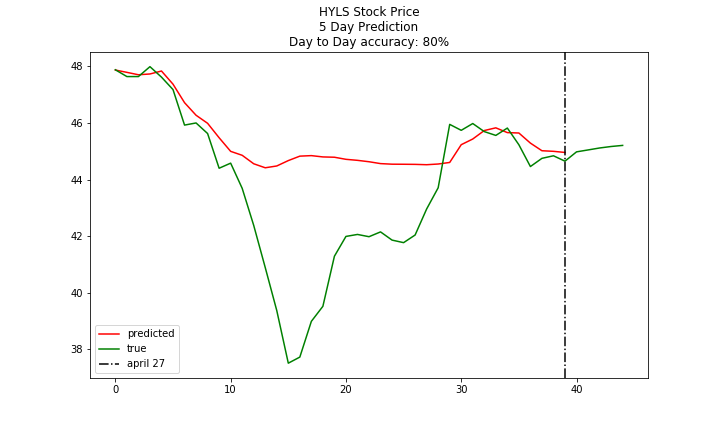 HYLS Stock Price
5 Day Prediction
Day to Day accuracy: 80%
48
46
44
42
40
38
predicted
true
april 27
0
10
20
30
40